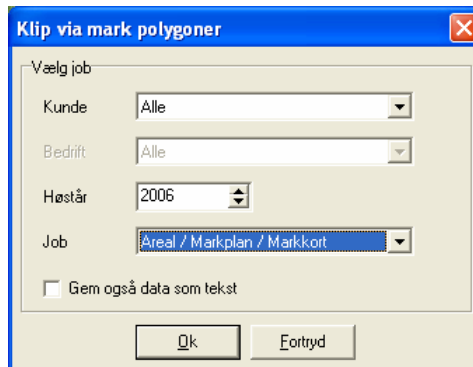 Klip via mark polygoner
Vælg job
Kunde Alle
Bedrift Alle
Høstår 2006
Job Areal / Markplan / Markkort
Gem også data som tekst
Ok Fortryd